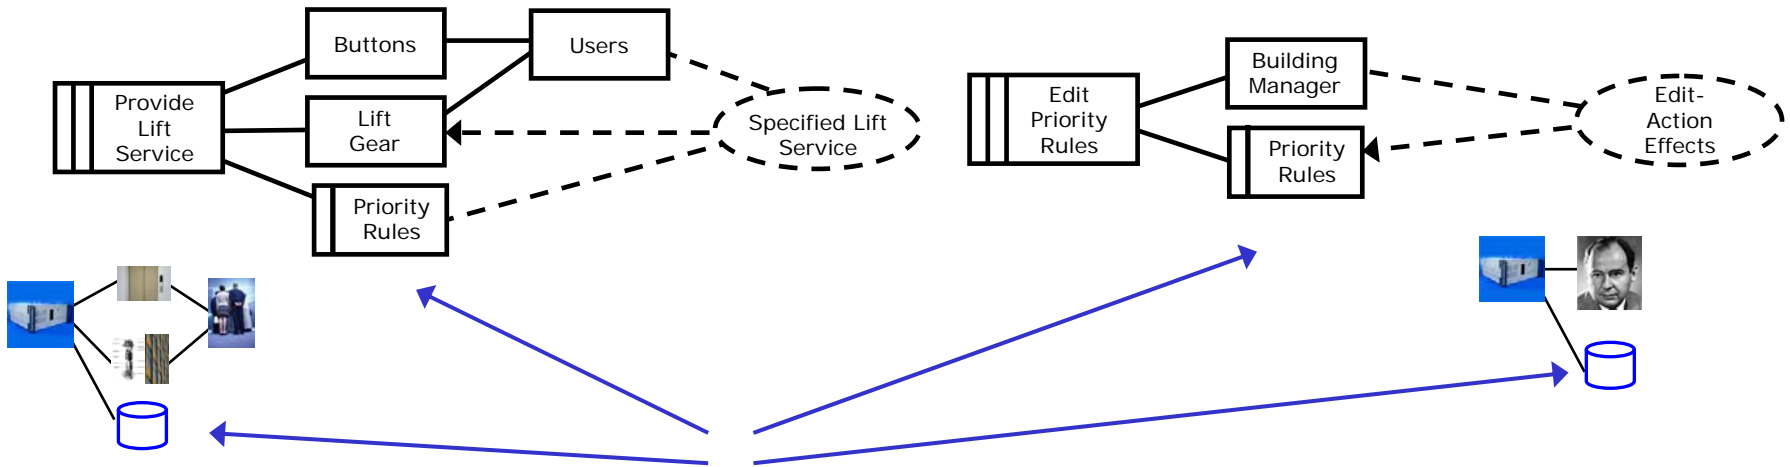 Buttons
Users
Provide
Lift
Service
Lift
Gear
Specified Lift
Service
Priority
Rules
Edit
Priority
Rules
Building
Manager
Priority
Rules
Edit-
Action
Effects